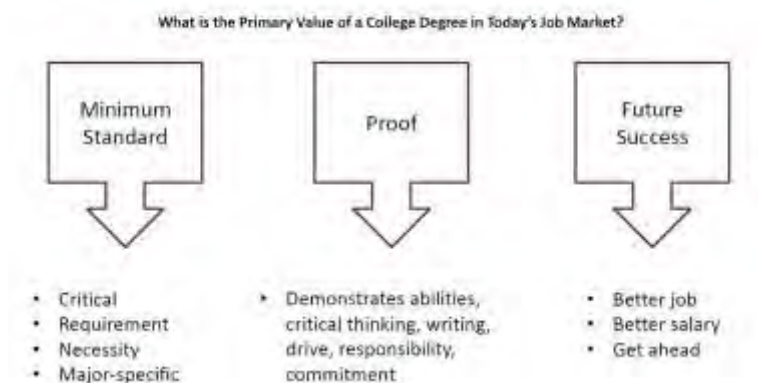 What is the Primary Value of a College Degree in Today's Job Market?
Minimum
Standard
Proof
Future
Success
• Critical
• Requirement
• Necessity
• Major-specific
• Demonstrates abilities,
critical thinking, writing,
drive, responsibility,
commitment
• Better job
• Better salary
• Get ahead